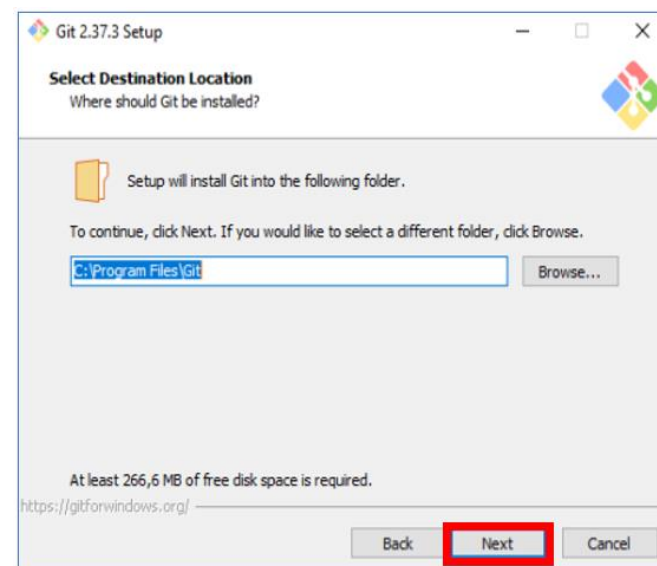 Git 2.37.3 Setup
Select Destination Location
Where should Git be installed?
Setup will install Git into the following folder.
To continue, click Next. If you would like to select a different folder, click Browse.
C:\Program Files\Git
Browse...
At least 266,6 MB of free disk space is required.
https://gitforwindows.org/
Back Next Cancel